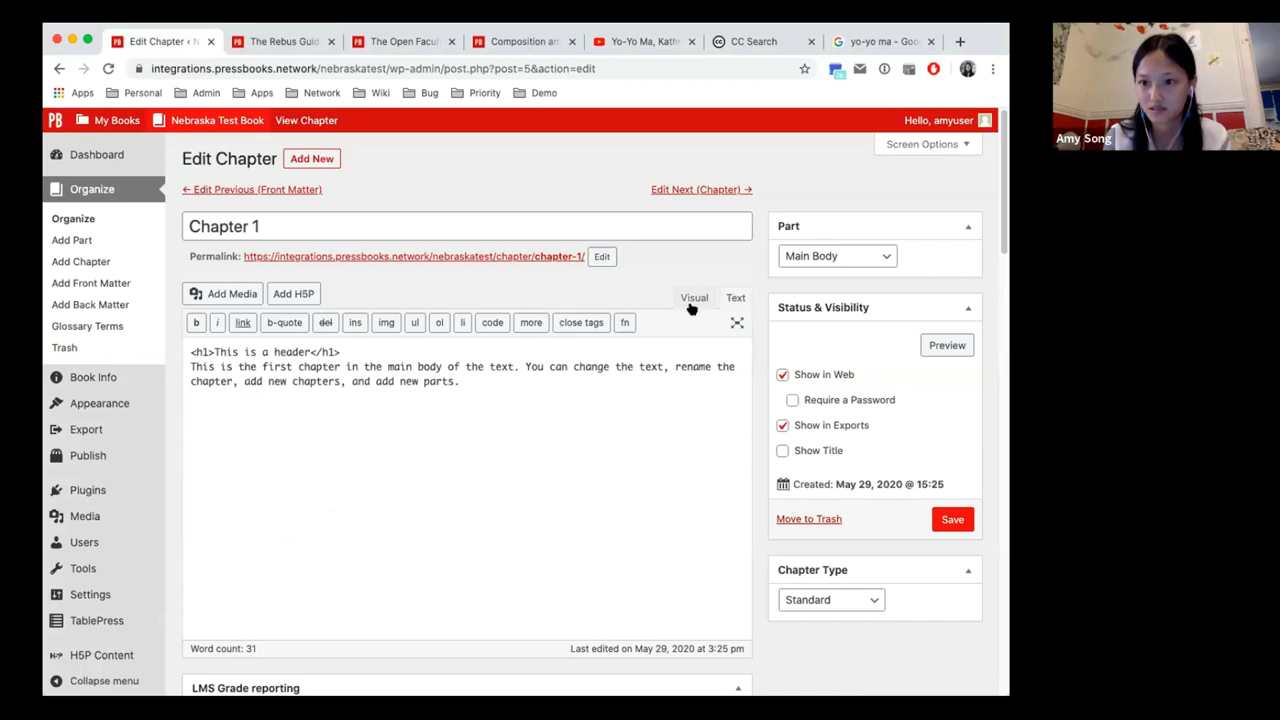 Edit Chapter ‹ N
The Rebus Guid
The Open Facul
Composition an
Yo-Yo Ma, Kath
CC Search
yo-yo ma - Goo
integrations.pressbooks.network/nebraskatest/wp-admin/post.php?post=5&action=edit
Apps Personal Admin Apps Network Wiki Bug Priority Demo
PB My Books Nebraska Test Book View Chapter Hello, amyuser
Dashboard
Organize
Organize
Add Part
Add Chapter
Add Front Matter
Add Back Matter
Glossary Terms
Trash
Book Info
Appearance
Export
Publish
Plugins
Media
Users
Tools
Settings
TablePress
H5P Content
Collapse menu
Screen Options
Edit Chapter Add New
← Edit Previous (Front Matter) Edit Next (Chapter) →
Chapter 1
Permalink: https://integrations.pressbooks.network/nebraskatest/chapter/chapter-1/ Edit
Add Media Add H5P Visual Text
b i link b-quote del ins img ul ol li code more close tags fn
<h1>This is a header</h1>
This is the first chapter in the main body of the text. You can change the text, rename the
chapter, add new chapters, and add new parts.
Word count: 31 Last edited on May 29, 2020 at 3:25 pm
LMS Grade reporting
Part
Main Body
Status & Visibility
Preview
Show in Web
Require a Password
Show in Exports
Show Title
Created: May 29, 2020 @ 15:25
Move to Trash Save
Chapter Type
Standard
Amy Song